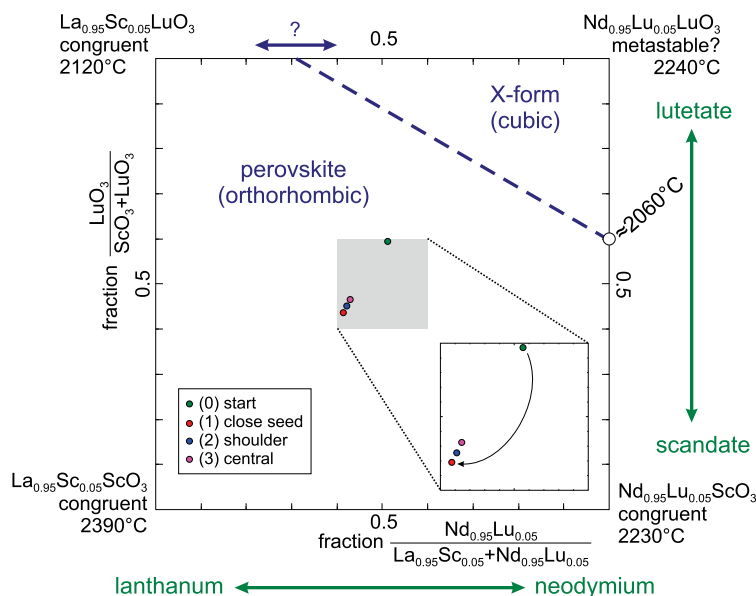 La0.95Sc0.05LuO3
congruent
2120°C
?
0.5
Nd0.95Lu0.05LuO3
metastable?
2240°C
X-form
(cubic)
lutetate
perovskite
(orthorhombic)
≈2060°C
fraction LuO3 / ScO3+LuO3
0.5
0.5
(0) start
(1) close seed
(2) shoulder
(3) central
scandate
La0.95Sc0.05ScO3
congruent
2390°C
0.5
Nd0.95Lu0.05ScO3
congruent
2230°C
fraction Nd0.95Lu0.05 / La0.95Sc0.05+Nd0.95Lu0.05
lanthanum
neodymium